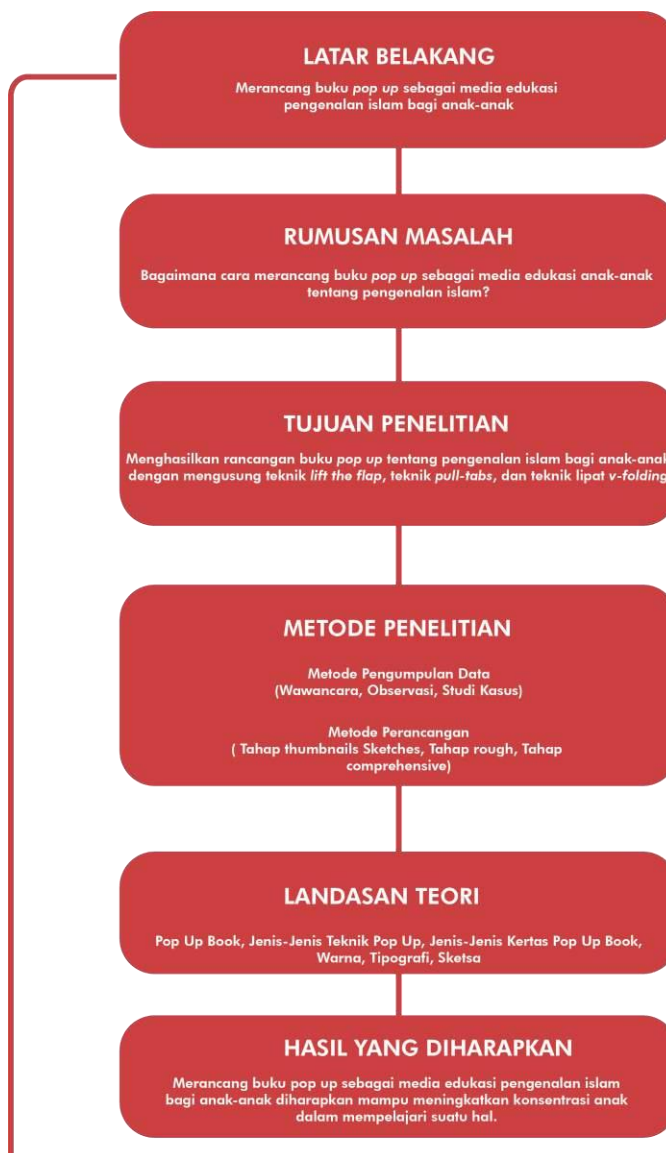 LATAR BELAKANG
Merancang buku pop up sebagai media edukasi
pengenalan islam bagi anak-anak
RUMUSAN MASALAH
Bagaimana cara merancang buku pop up sebagai media edukasi anak-anak
tentang pengenalan islam?
TUJUAN PENELITIAN
Menghasilkan rancangan buku pop up tentang pengenalan islam bagi anak-anak
dengan mengusung teknik lift the flap, teknik pull-tabs, dan teknik lipat v-folding
METODE PENELITIAN
Metode Pengumpulan Data
(Wawancara, Observasi, Studi Kasus)
Metode Perancangan
( Tahap thumbnails Sketches, Tahap rough, Tahap
comprehensive)
LANDASAN TEORI
Pop Up Book, Jenis-Jenis Teknik Pop Up, Jenis-Jenis Kertas Pop Up Book,
Warna, Tipografi, Sketsa
HASIL YANG DIHARAPKAN
Merancang buku pop up sebagai media edukasi pengenalan islam
bagi anak-anak diharapkan mampu meningkatkan konsentrasi anak
dalam mempelajari suatu hal.